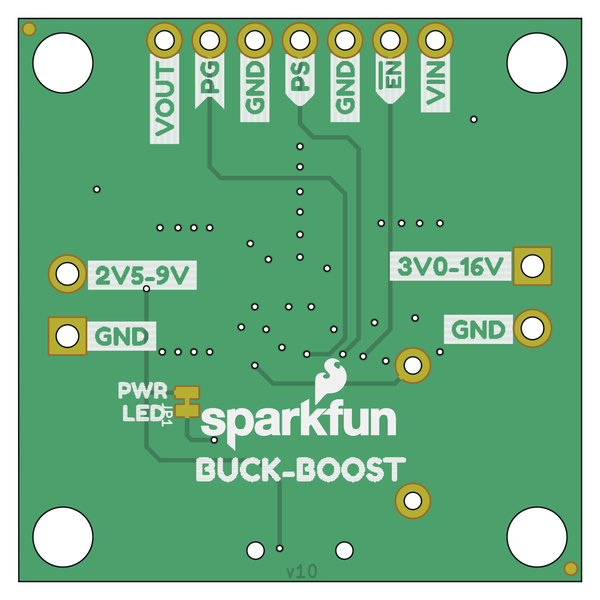 VOUT PG GND PS GND EN VIN
2V5-9V 3V0-16V
GND GND
PWR
LED JP1
sparkfun
BUCK-BOOST
v10